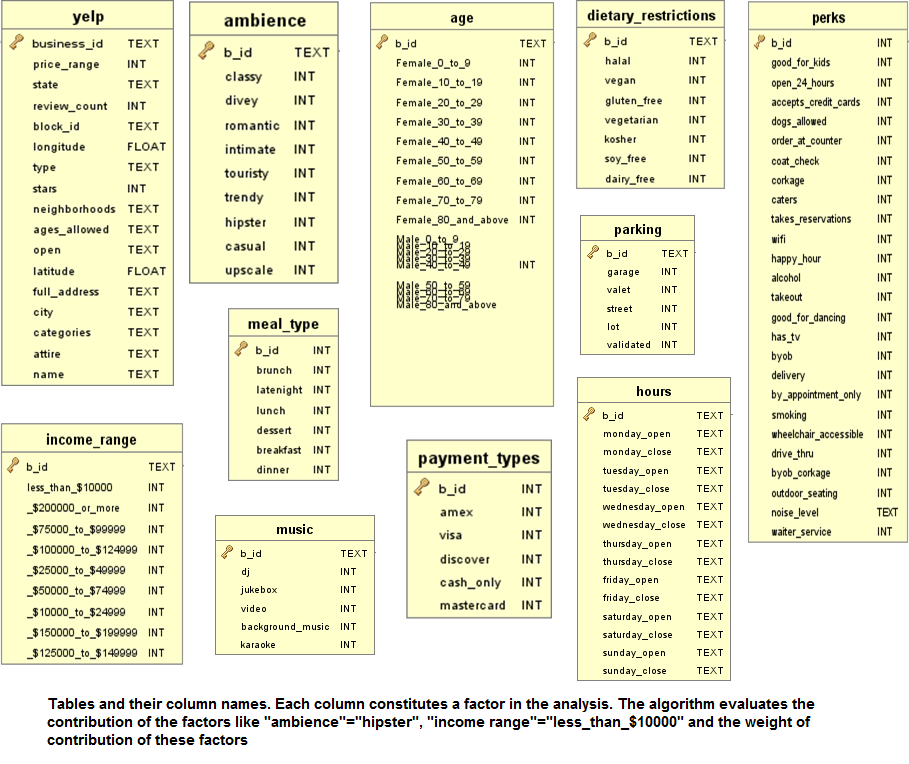 yelp
business_id TEXT
price_range INT
state TEXT
review_count INT
block_id TEXT
longitude FLOAT
type TEXT
stars INT
neighborhoods TEXT
ages_allowed TEXT
open TEXT
latitude FLOAT
full_address TEXT
city TEXT
categories TEXT
attire TEXT
name TEXT
ambience
b_id TEXT
classy INT
divey INT
romantic INT
intimate INT
touristy INT
trendy INT
hipster INT
casual INT
upscale INT
age
b_id TEXT
Female_0_to_9 INT
Female_10_to_19 INT
Female_20_to_29 INT
Female_30_to_39 INT
Female_40_to_49 INT
Female_50_to_59 INT
Female_60_to_69 INT
Female_70_to_79 INT
Female_80_and_above INT
Male_0_to_9
Male_10_to_19
Male_20_to_29
Male_30_to_39
Male_40_to_49 INT
Male_50_to_59
Male_60_to_69
Male_70_to_79
Male_80_and_above
dietary_restrictions
b_id TEXT
halal INT
vegan INT
gluten_free INT
vegetarian INT
kosher INT
soy_free INT
dairy_free INT
perks
b_id INT
good_for_kids INT
open_24_hours INT
accepts_credit_cards INT
dogs_allowed INT
order_at_counter INT
coat_check INT
corkage INT
caters INT
takes_reservations INT
wifi INT
happy_hour INT
alcohol INT
takeout INT
good_for_dancing INT
has_tv INT
byob INT
delivery INT
by_appointment_only INT
smoking INT
wheelchair_accessible INT
drive_thru INT
byob_corkage INT
outdoor_seating INT
noise_level TEXT
waiter_service INT
parking
b_id TEXT
garage INT
valet INT
street INT
lot INT
validated INT
meal_type
b_id INT
brunch INT
latenight INT
lunch INT
dessert INT
breakfast INT
dinner INT
hours
b_id TEXT
monday_open TEXT
monday_close TEXT
tuesday_open TEXT
tuesday_close TEXT
wednesday_open TEXT
wednesday_close TEXT
thursday_open TEXT
thursday_close TEXT
friday_open TEXT
friday_close TEXT
saturday_open TEXT
saturday_close TEXT
sunday_open TEXT
sunday_close TEXT
income_range
b_id TEXT
less_than_$10000 INT
_$200000_or_more INT
_$75000_to_$99999 INT
_$100000_to_$124999 INT
_$25000_to_$49999 INT
_$50000_to_$74999 INT
_$10000_to_$24999 INT
_$150000_to_$199999 INT
_$125000_to_$149999 INT
payment_types
b_id INT
amex INT
visa INT
discover INT
cash_only INT
mastercard INT
music
b_id TEXT
dj INT
jukebox INT
video INT
background_music INT
karaoke INT
Tables and their column names. Each column constitutes a factor in the analysis. The algorithm evaluates the
contribution of the factors like "ambience"="hipster", "income range"="less_than_$10000" and the weight of
contribution of these factors